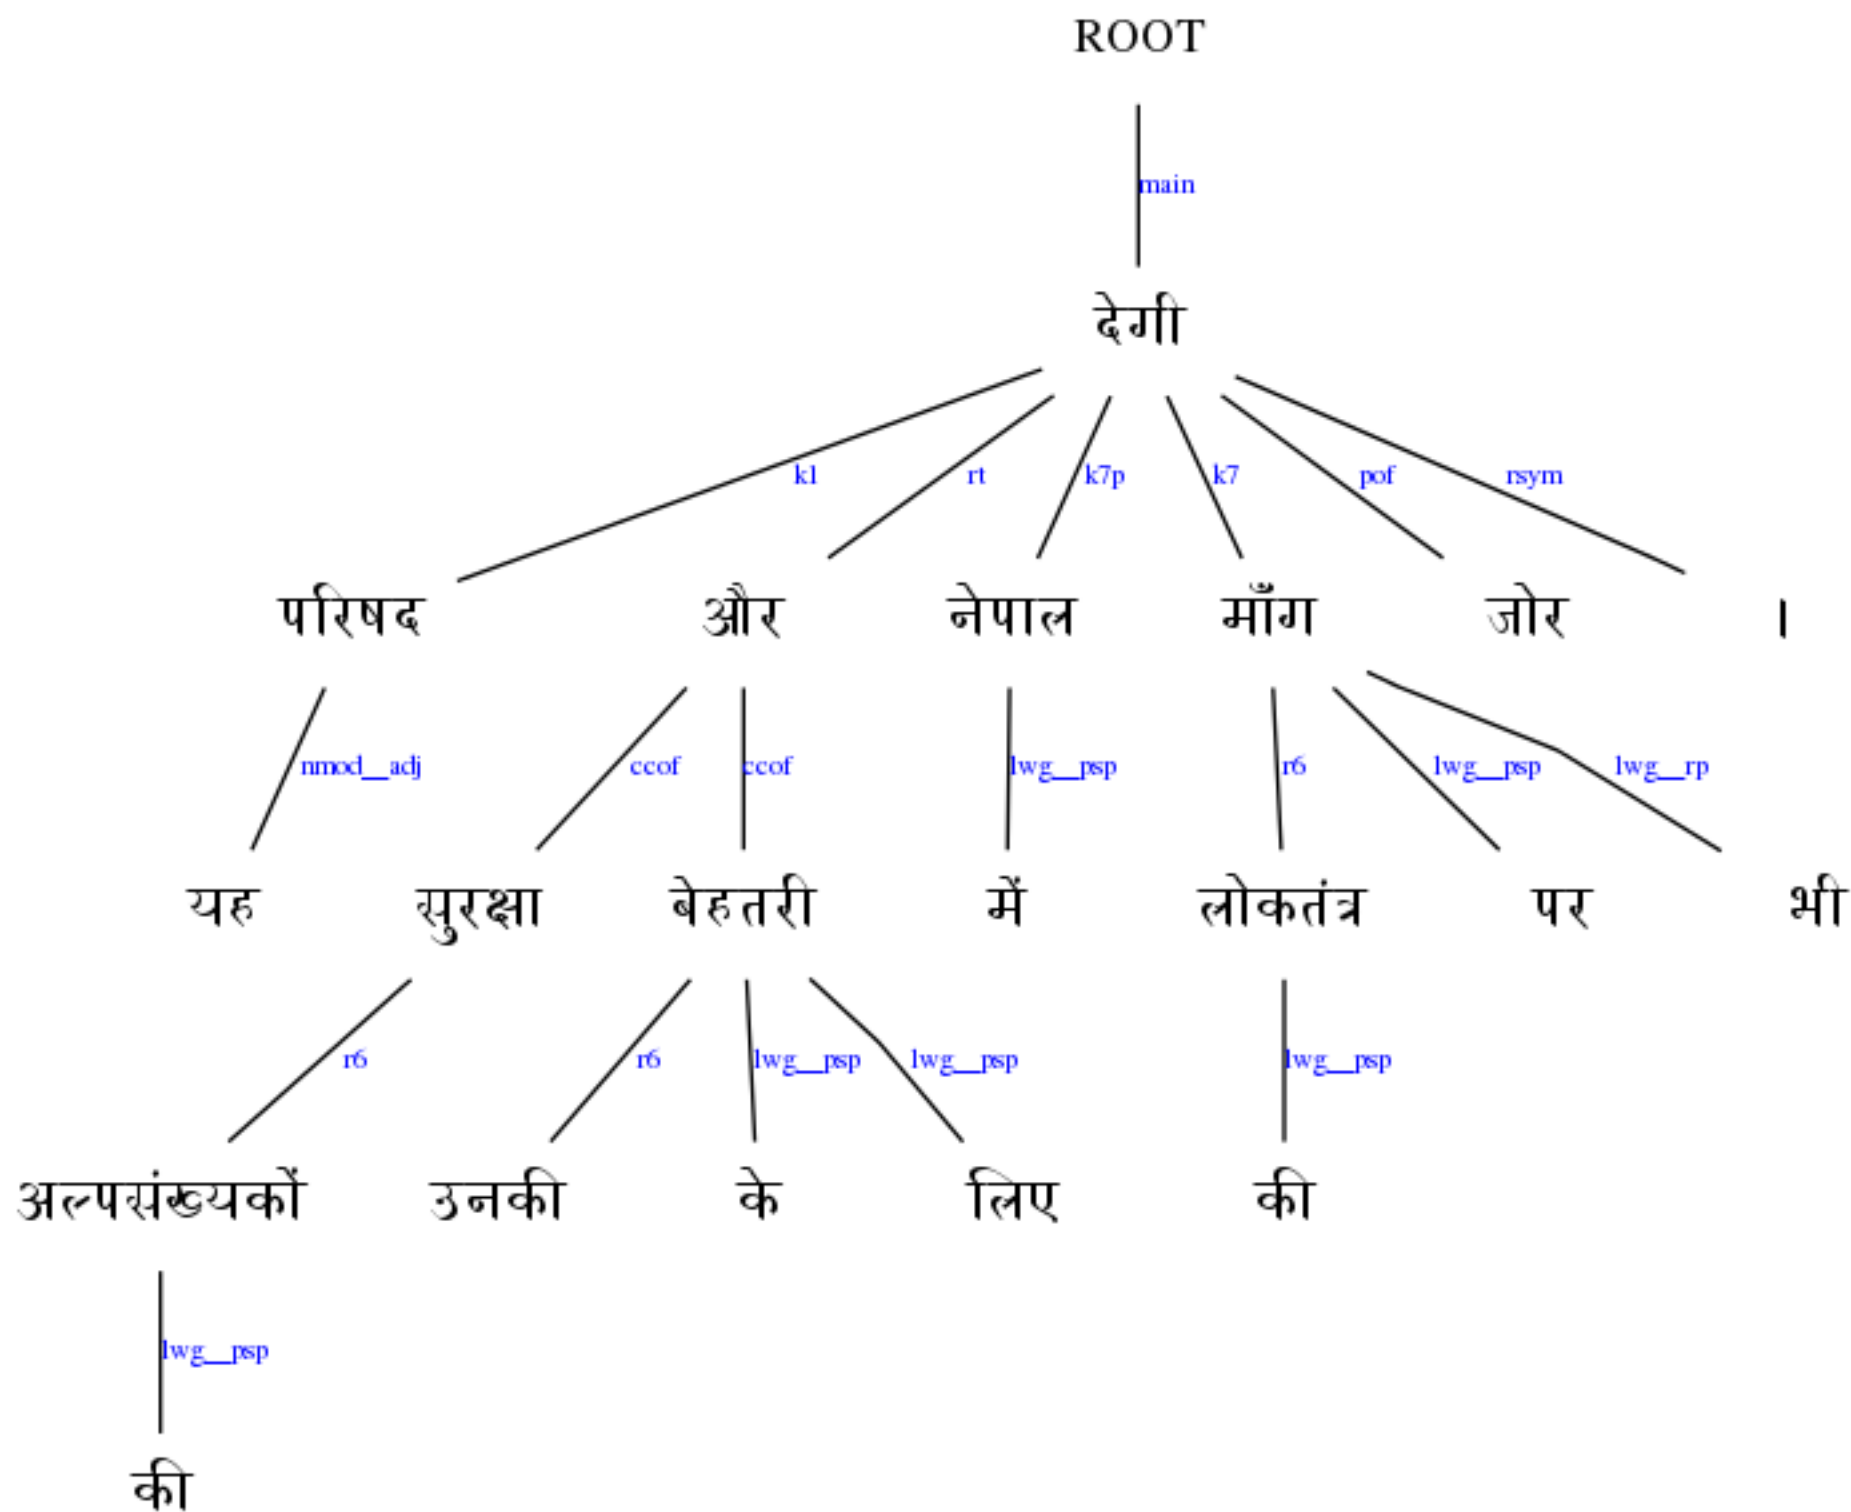 ROOT
main
देगी
k1 rt k7p k7 pof rsym
परिषद और नेपाल माँग जोर ।
nmod__adj ccof ccof lwg__psp r6 lwg__psp lwg__rp
यह सुरक्षा बेहतरी में लोकतंत्र पर भी
r6 r6 lwg__psp lwg__psp lwg__psp
अल्पसंख्यकों उनकी के लिए की
lwg__psp
की